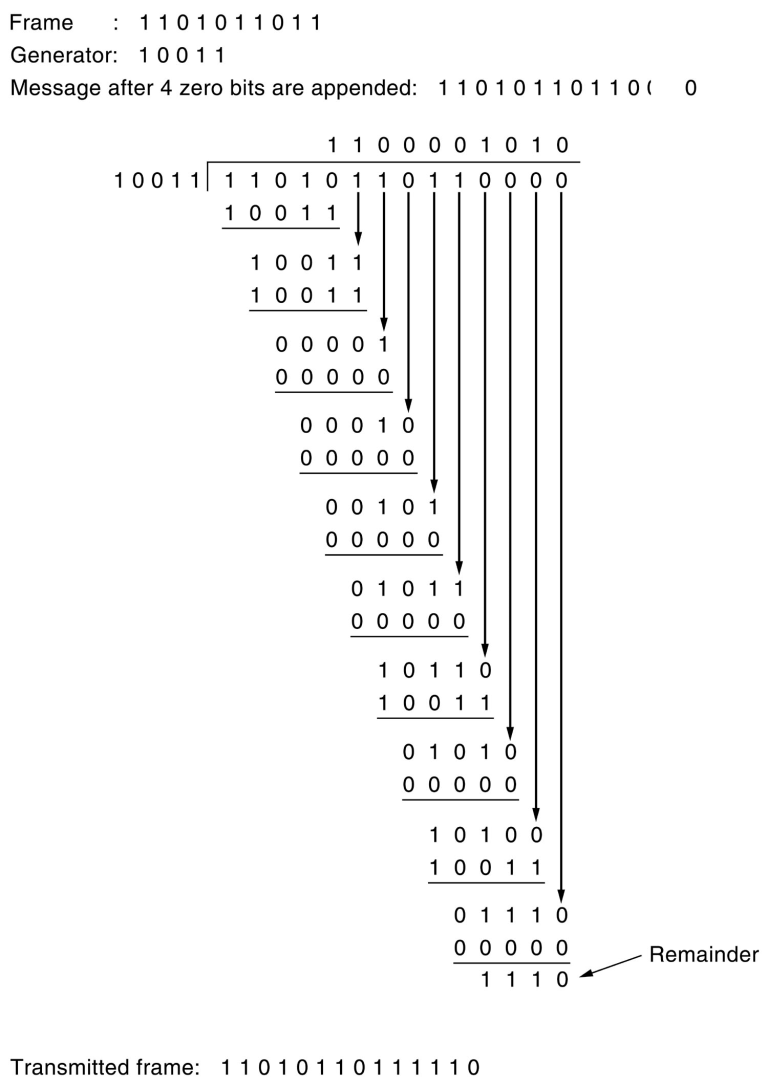 Frame : 1 1 0 1 0 1 1 0 1 1
Generator: 1 0 0 1 1
Message after 4 zero bits are appended: 1 1 0 1 0 1 1 0 1 1 0 0
1 1 0 0 0 0 1 0 1 0
1 0 0 1 1 1 1 0 1 0 1 1 0 1 1 0 0 0 0
1 0 0 1 1
1 0 0 1 1
1 0 0 1 1
0 0 0 0 1
0 0 0 0 0
0 0 0 1 0
0 0 0 0 0
0 0 1 0 1
0 0 0 0 0
0 1 0 1 1
0 0 0 0 0
1 0 1 1 0
1 0 0 1 1
0 1 0 1 0
0 0 0 0 0
1 0 1 0 0
1 0 0 1 1
0 1 1 1 0
0 0 0 0 0
Remainder
1 1 1 0
Transmitted frame: 1 1 0 1 0 1 1 0 1 1 1 1 1 0